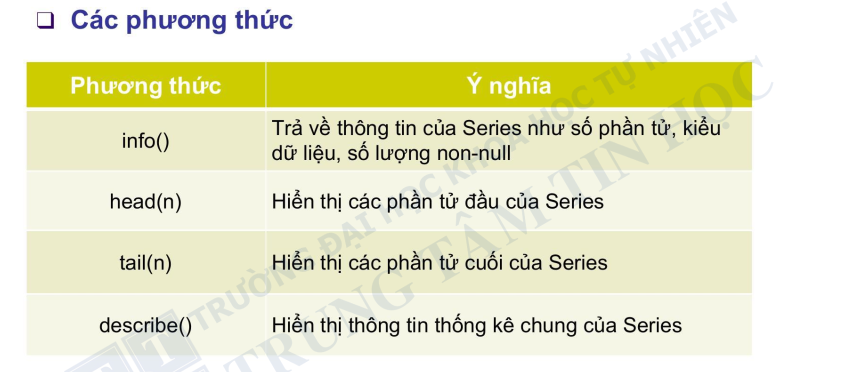 Các phương thức
Phương thức
Ý nghĩa
info()
Trả về thông tin của Series như số phần tử, kiểu
dữ liệu, số lượng non-null
head(n)
Hiển thị các phần tử đầu của Series
tail(n)
Hiển thị các phần tử cuối của Series
describe()
Hiển thị thông tin thống kê chung của Series
TRƯỜNG ĐẠI HỌC KHOA HỌC TỰ NHIÊN
TRUNG TÂM TIN HỌC